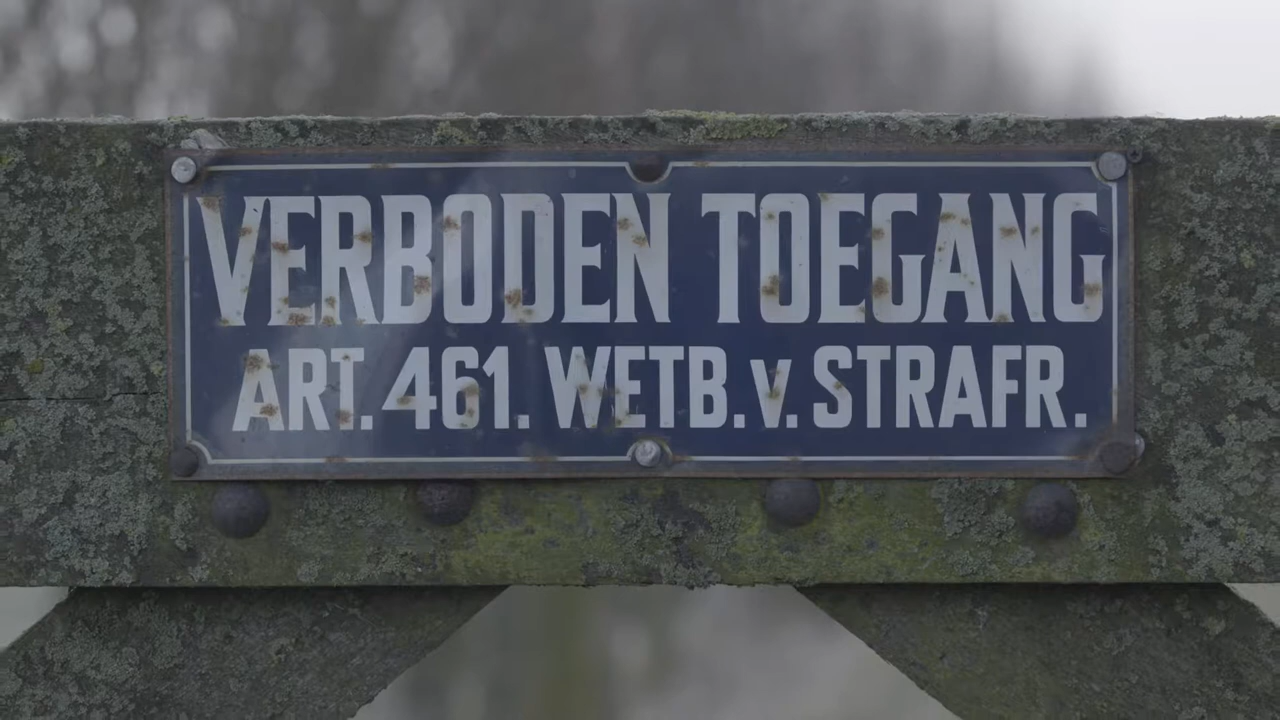 VERBODEN TOEGANG
ART. 461. WETB. V. STRAFR.